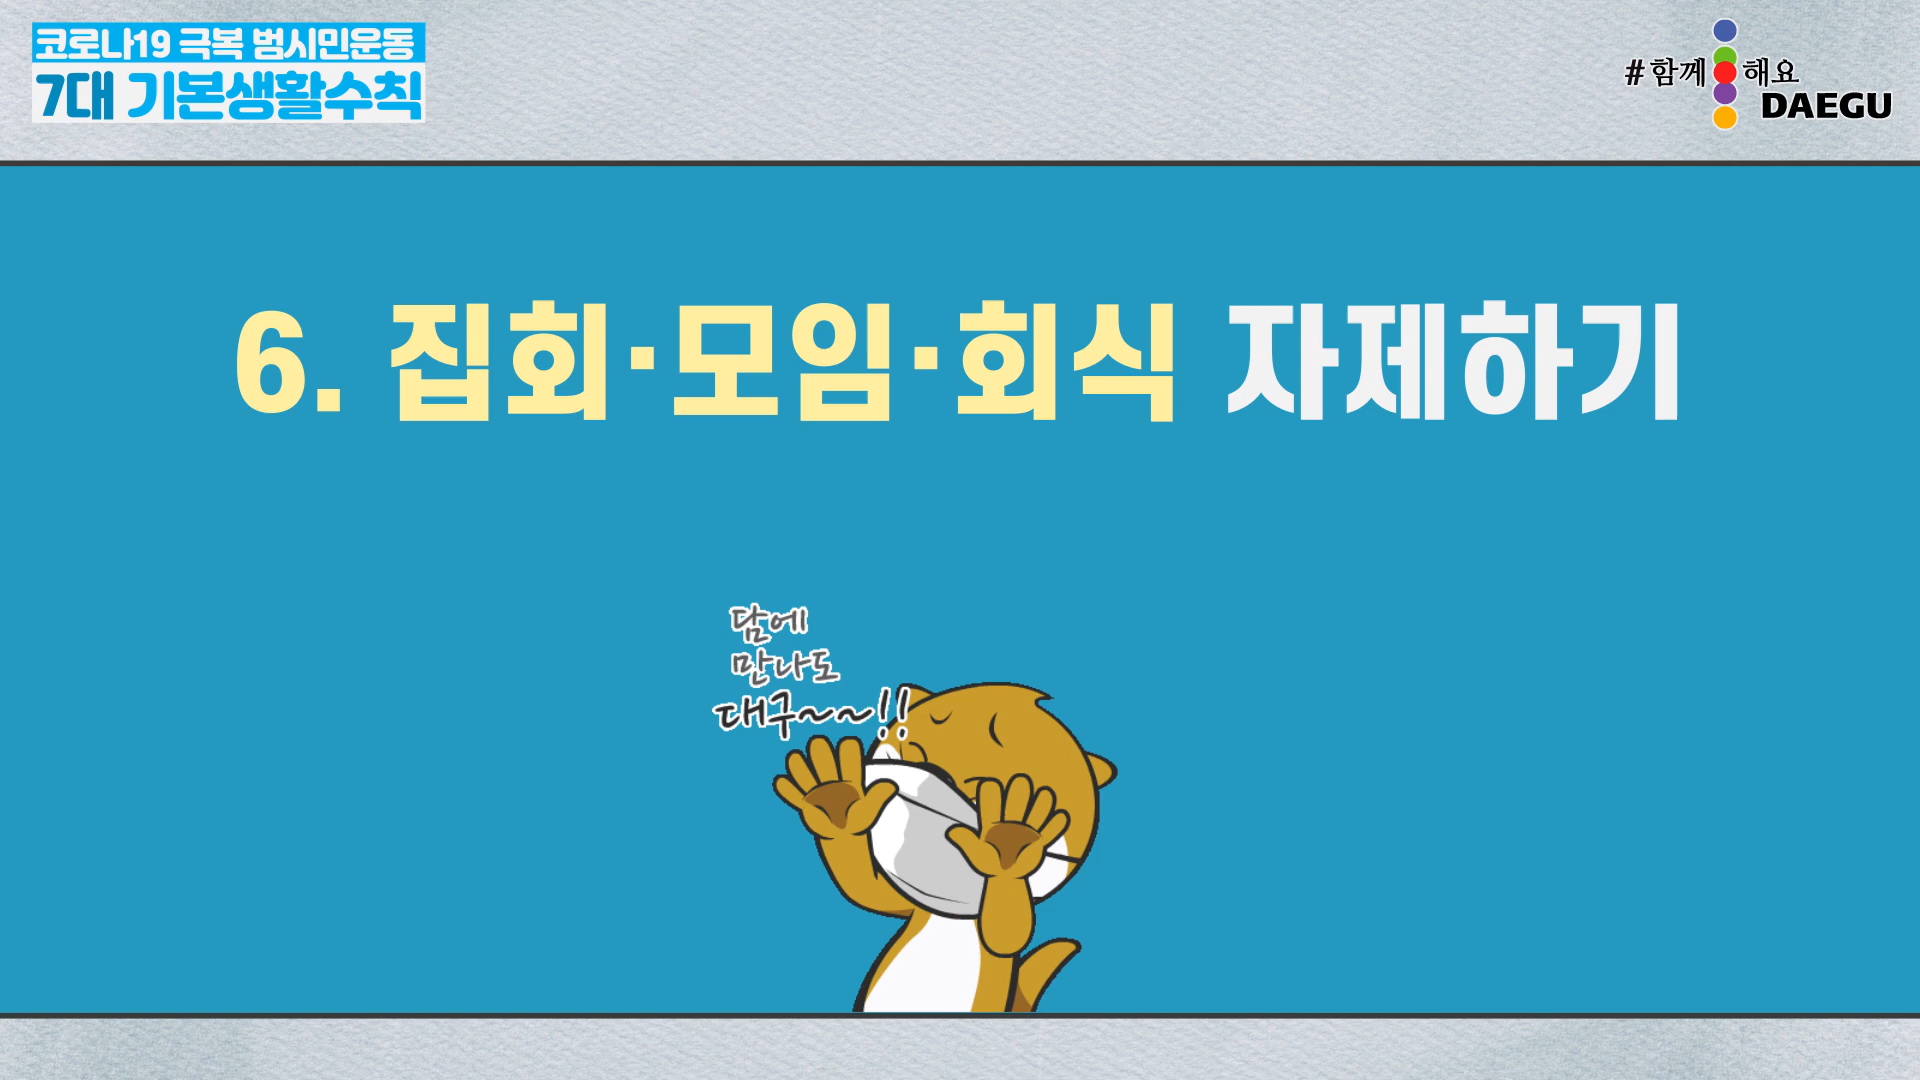 코로나19 극복 범시민운동
7대 기본생활수칙
#함께 해요
DAEGU
6. 집회·모임·회식 자제하기
담에
만나도
대구~~!!